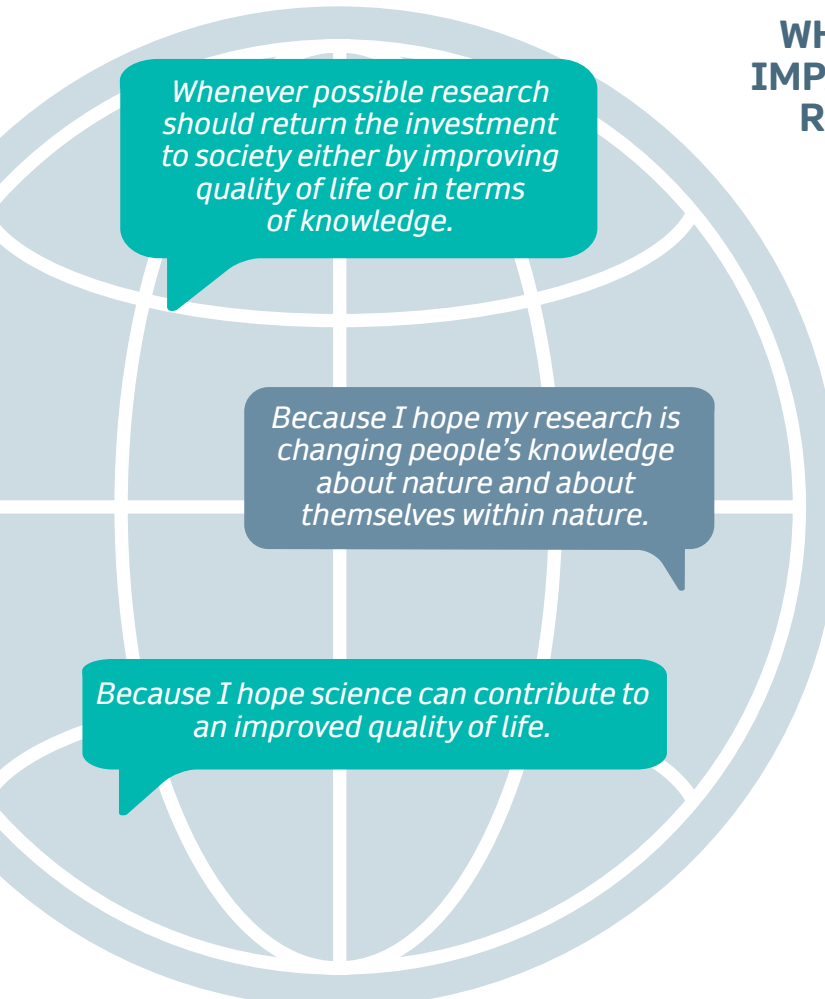 WH
IMP
R
Whenever possible research
should return the investment
to society either by improving
quality of life or in terms
of knowledge.
Because I hope my research is
changing people's knowledge
about nature and about
themselves within nature.
Because I hope science can contribute to
an improved quality of life.